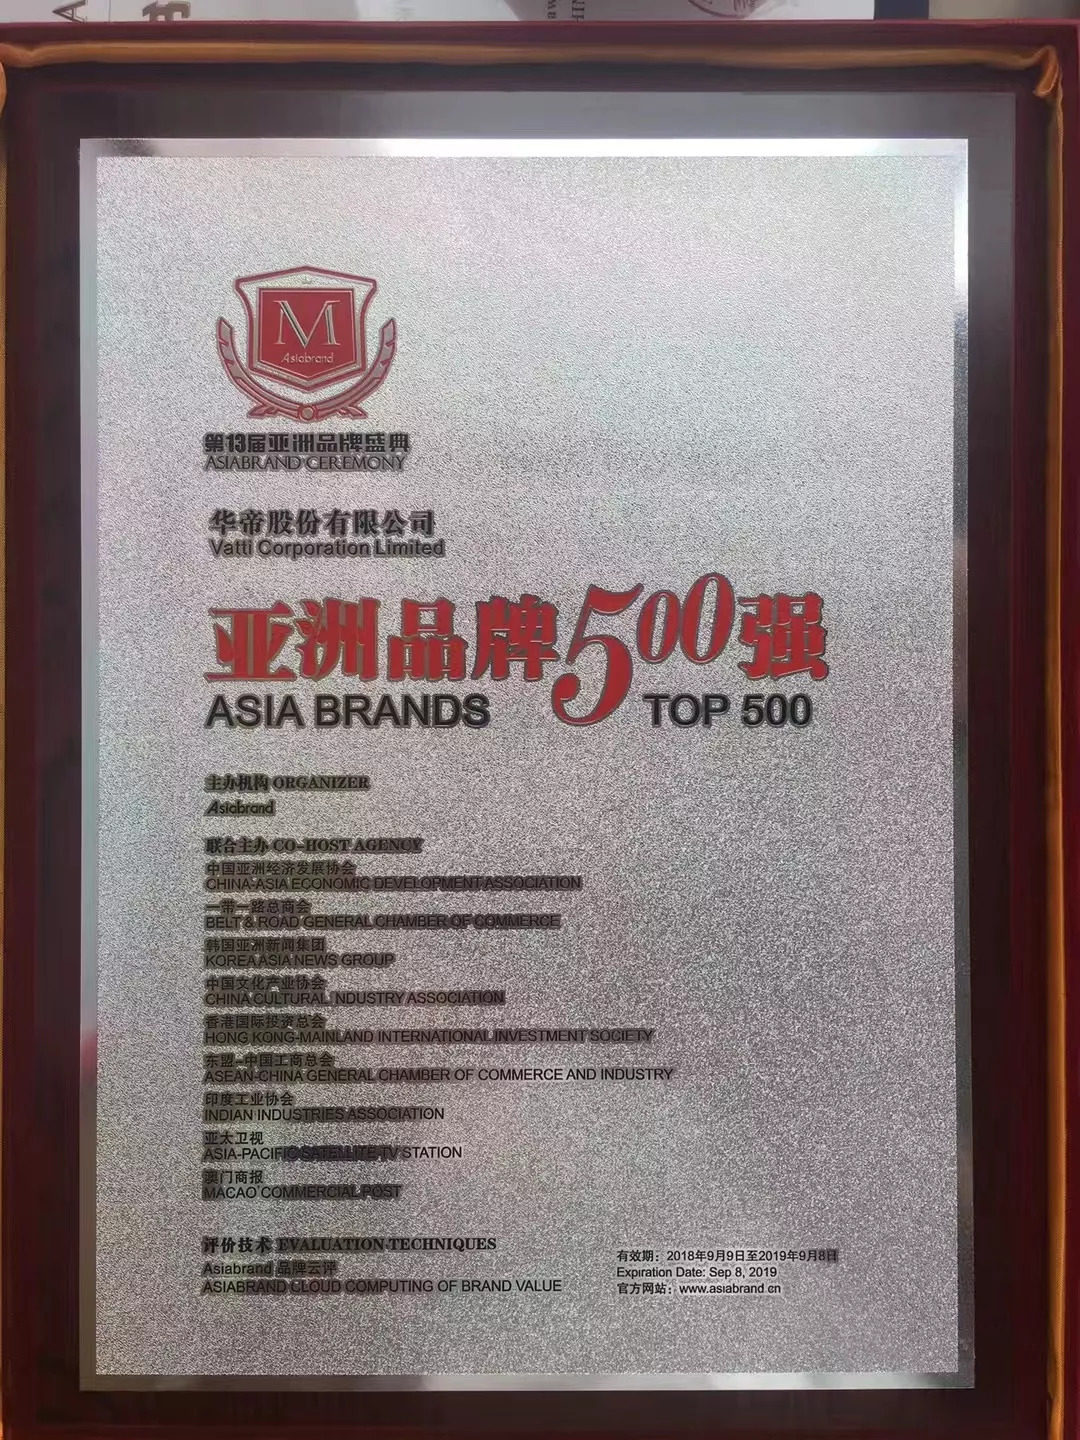 M
Asiabrand
第13届亚洲品牌盛典
ASIABRAND CEREMONY
华帝股份有限公司
Vatti Corporation Limited
亚洲品牌500强
ASIA BRANDS TOP 500
主办机构 ORGANIZER
Asiabrand
联合主办 CO-HOST AGENCY
中国亚洲经济发展协会
CHINA-ASIA ECONOMIC DEVELOPMENT ASSOCIATION
一带一路总商会
BELT & ROAD GENERAL CHAMBER OF COMMERCE
韩国亚洲新闻集团
KOREA ASIA NEWS GROUP
中国文化产业协会
CHINA CULTURAL INDUSTRY ASSOCIATION
香港国际投资总会
HONG KONG-MAINLAND INTERNATIONAL INVESTMENT SOCIETY
东盟-中国工商总会
ASEAN-CHINA GENERAL CHAMBER OF COMMERCE AND INDUSTRY
印度工业协会
INDIAN INDUSTRIES ASSOCIATION
亚太卫视
ASIA-PACIFIC SATELLITE TV STATION
澳门商报
MACAO COMMERCIAL POST
评价技术 EVALUATION TECHNIQUES
Asiabrand 品牌云评
ASIABRAND CLOUD COMPUTING OF BRAND VALUE
有效期：2018年9月9日至2019年9月8日
Expiration Date: Sep 8, 2019
官方网站：www.asiabrand.cn